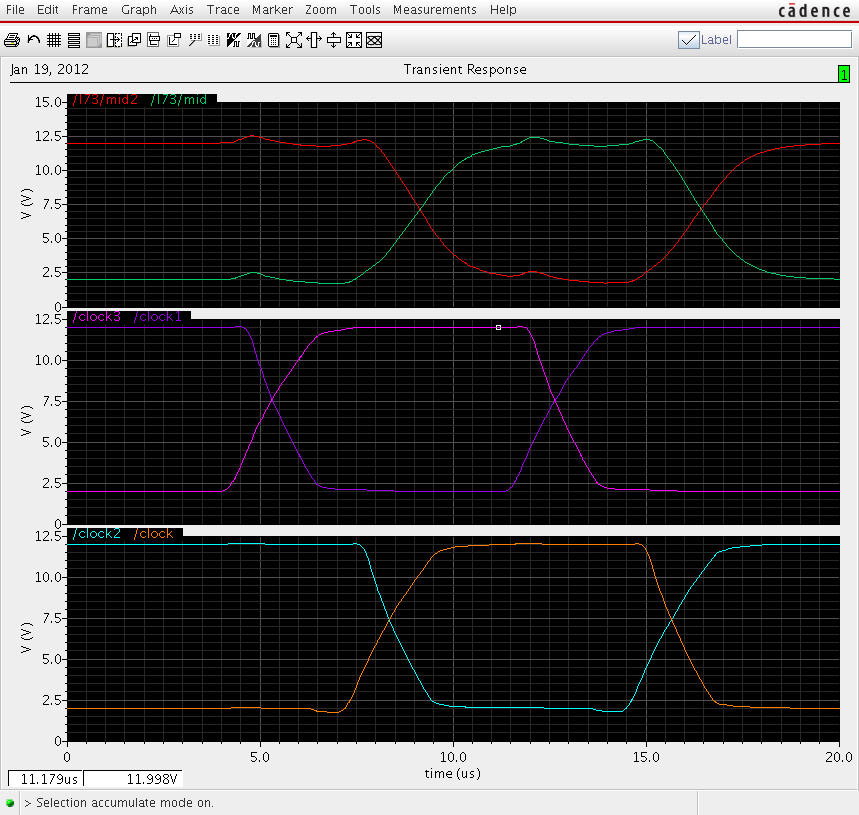 File Edit Frame Graph Axis Trace Marker Zoom Tools Measurements Help cādence
Label
Jan 19, 2012 Transient Response 1
/I73/mid2 /I73/mid
15.0
12.5
10.0
7.5
5.0
2.5
0
V (V)
/clock3 /clock1
12.5
10.0
7.5
5.0
2.5
0
V (V)
/clock2 /clock
12.5
10.0
7.5
5.0
2.5
0
V (V)
0 5.0 10.0 15.0 20.0
time (us)
11.179us 11.998V
> Selection accumulate mode on.